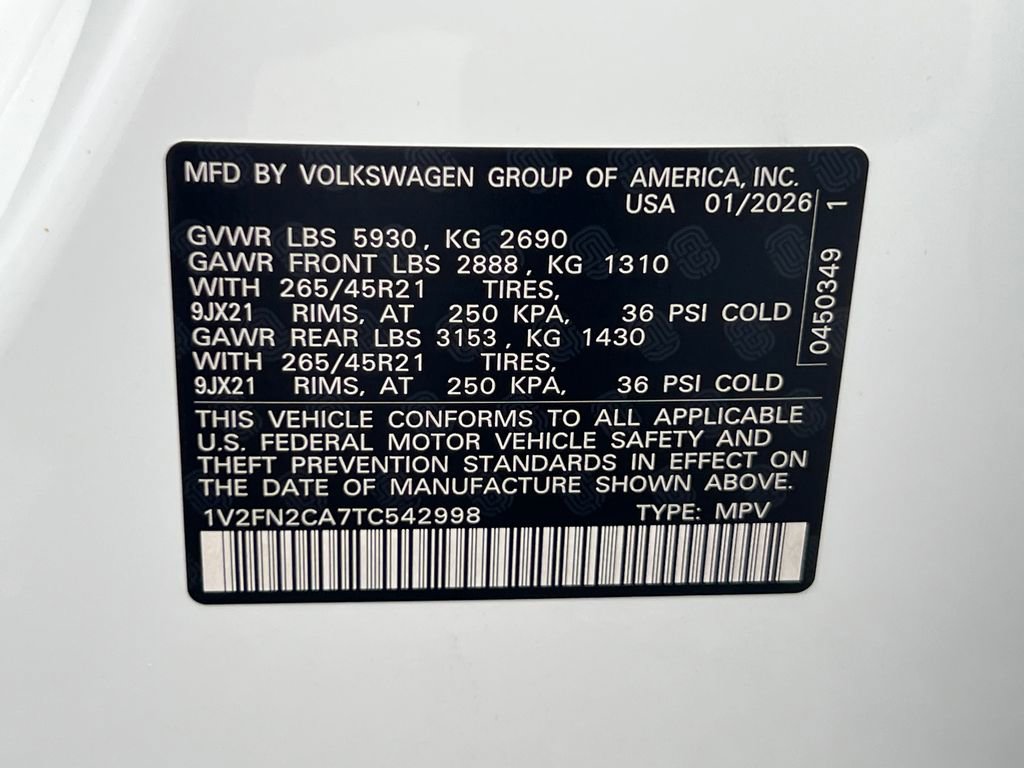 MFD BY VOLKSWAGEN GROUP OF AMERICA, INC.
USA 01/2026
GVWR LBS 5930, KG 2690
GAWR FRONT LBS 2888, KG 1310
WITH 265/45R21 TIRES,
9JX21 RIMS, AT 250 KPA, 36 PSI COLD
GAWR REAR LBS 3153, KG 1430
WITH 265/45R21 TIRES,
9JX21 RIMS, AT 250 KPA, 36 PSI COLD
0450349 1
THIS VEHICLE CONFORMS TO ALL APPLICABLE
U.S. FEDERAL MOTOR VEHICLE SAFETY AND
THEFT PREVENTION STANDARDS IN EFFECT ON
THE DATE OF MANUFACTURE SHOWN ABOVE.
1V2FN2CA7TC542998 TYPE: MPV